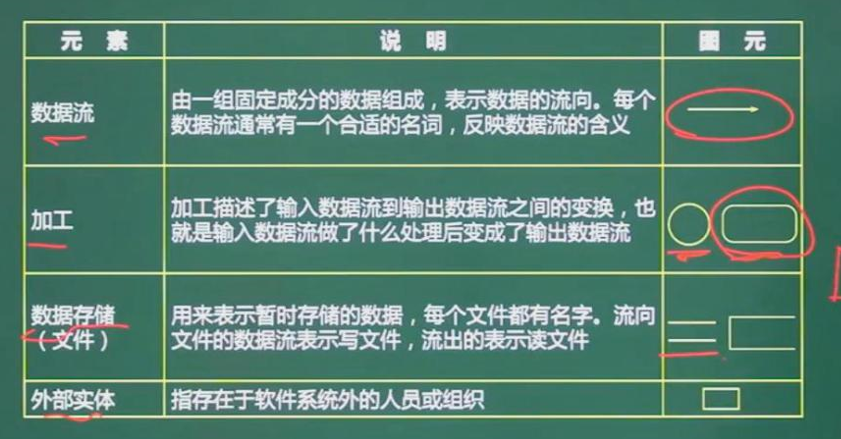 元 素 说 明 图 元
数据流
由一组固定成分的数据组成，表示数据的流向。每个
数据流通常有一个合适的名词，反映数据流的含义
加工
加工描述了输入数据流到输出数据流之间的变换，也
就是输入数据流做了什么处理后变成了输出数据流
数据存储
（文件）
用来表示暂时存储的数据，每个文件都有名字。流向
文件的数据流表示写文件，流出的表示读文件
外部实体
指存在于软件系统外的人员或组织